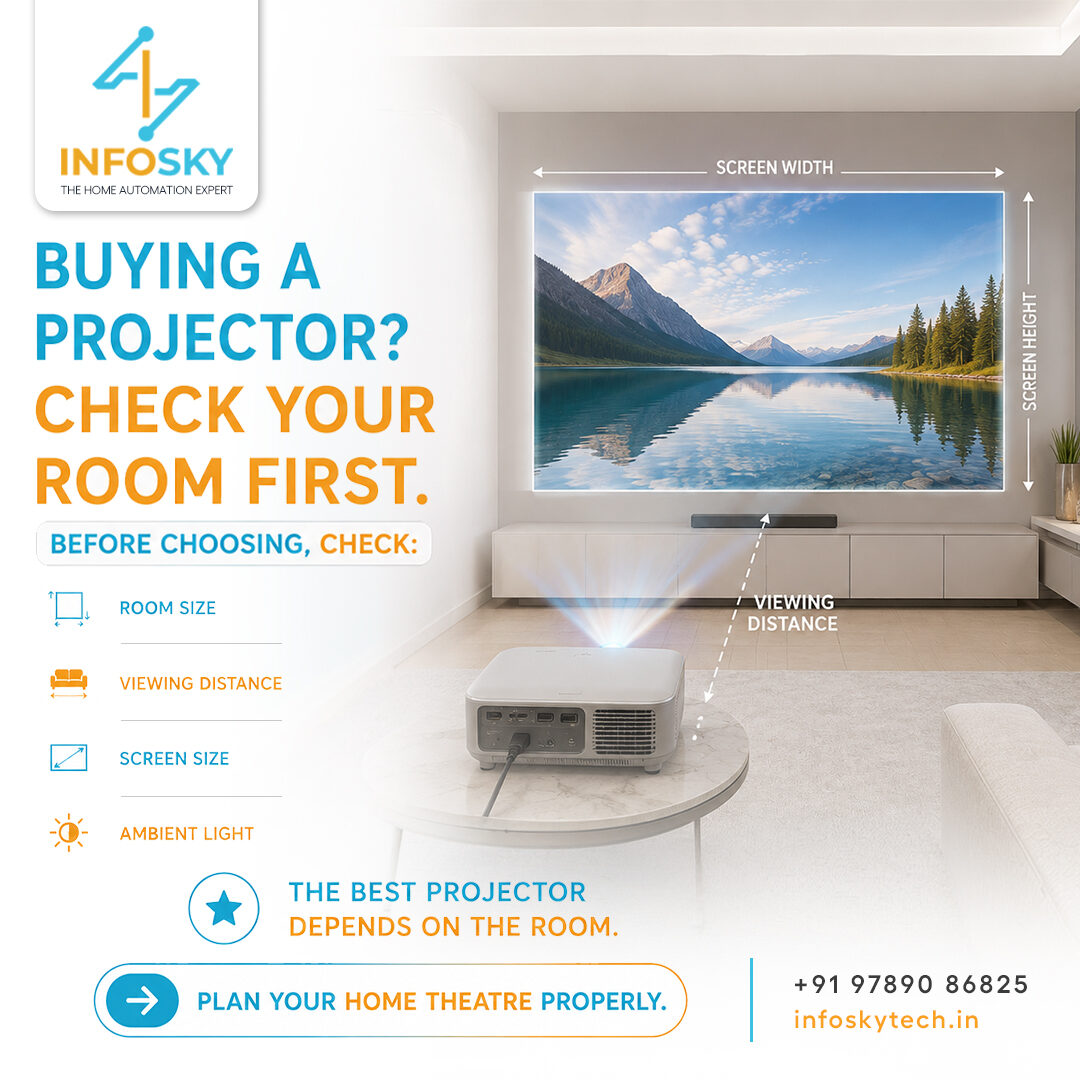 INFOSKY
THE HOME AUTOMATION EXPERT
BUYING A
PROJECTOR?
CHECK YOUR
ROOM FIRST.
BEFORE CHOOSING, CHECK:
ROOM SIZE
VIEWING DISTANCE
SCREEN SIZE
AMBIENT LIGHT
SCREEN WIDTH
SCREEN HEIGHT
VIEWING
DISTANCE
THE BEST PROJECTOR
DEPENDS ON THE ROOM.
PLAN YOUR HOME THEATRE PROPERLY.
+91 97890 86825
infoskytech.in